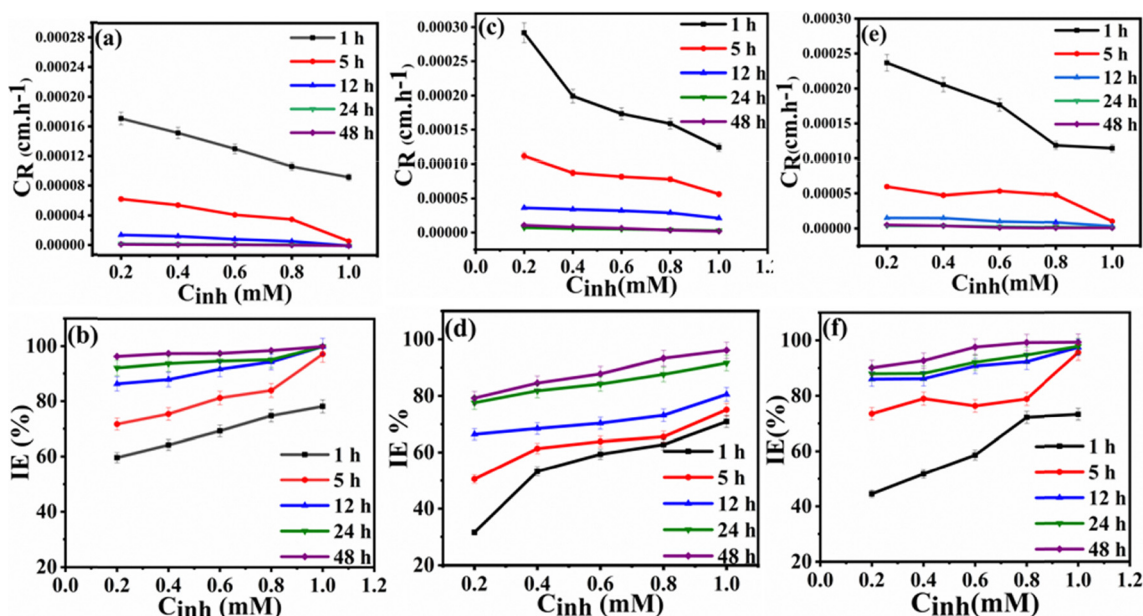 (a)
0.00028
0.00024
0.00020
0.00016
0.00012
0.00008
0.00004
0.00000
CR (cm.h-1)
1 h
5 h
12 h
24 h
48 h
0.2 0.4 0.6 0.8 1.0
Cinh (mM)
(c)
0.00030
0.00025
0.00020
0.00015
0.00010
0.00005
0.00000
CR (cm.h-1)
1 h
5 h
12 h
24 h
48 h
0.0 0.2 0.4 0.6 0.8 1.0 1.2
Cinh(mM)
(e)
0.00030
0.00025
0.00020
0.00015
0.00010
0.00005
0.00000
CR(cm.h-1)
1 h
5 h
12 h
24 h
48 h
0.0 0.2 0.4 0.6 0.8 1.0 1.2
Cinh(mM)
(b)
100
80
60
40
20
IE (%)
1 h
5 h
12 h
24 h
48 h
0.0 0.2 0.4 0.6 0.8 1.0 1.2
Cinh (mM)
(d)
100
80
60
40
20
IE %
1 h
5 h
12 h
24 h
48 h
0.2 0.4 0.6 0.8 1.0
Cinh (mM)
(f)
100
80
60
40
20
IE(%)
1 h
5 h
12 h
24 h
48 h
0.0 0.2 0.4 0.6 0.8 1.0 1.2
Cinh (mM)